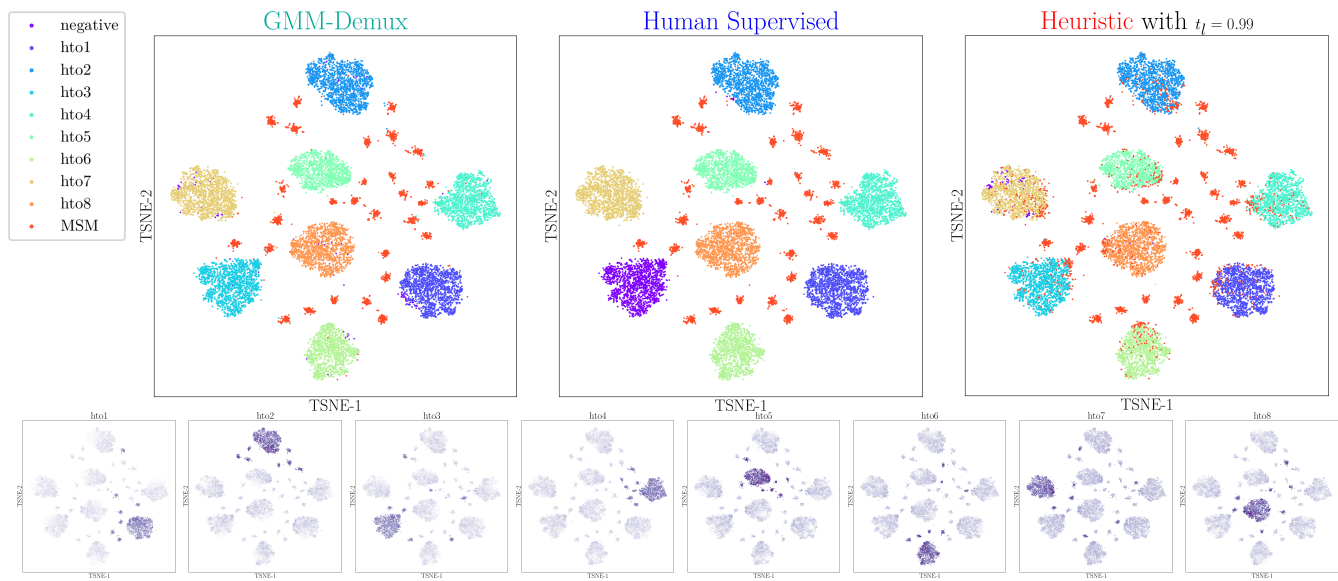 negative
hto1
hto2
hto3
hto4
hto5
hto6
hto7
hto8
MSM
GMM-Demux
TSNE-2
TSNE-1
Human Supervised
TSNE-2
TSNE-1
Heuristic with t_l = 0.99
TSNE-2
TSNE-1
hto1
TSNE-2
TSNE-1
hto2
TSNE-2
TSNE-1
hto3
TSNE-2
TSNE-1
hto4
TSNE-2
TSNE-1
hto5
TSNE-2
TSNE-1
hto6
TSNE-2
TSNE-1
hto7
TSNE-2
TSNE-1
hto8
TSNE-2
TSNE-1